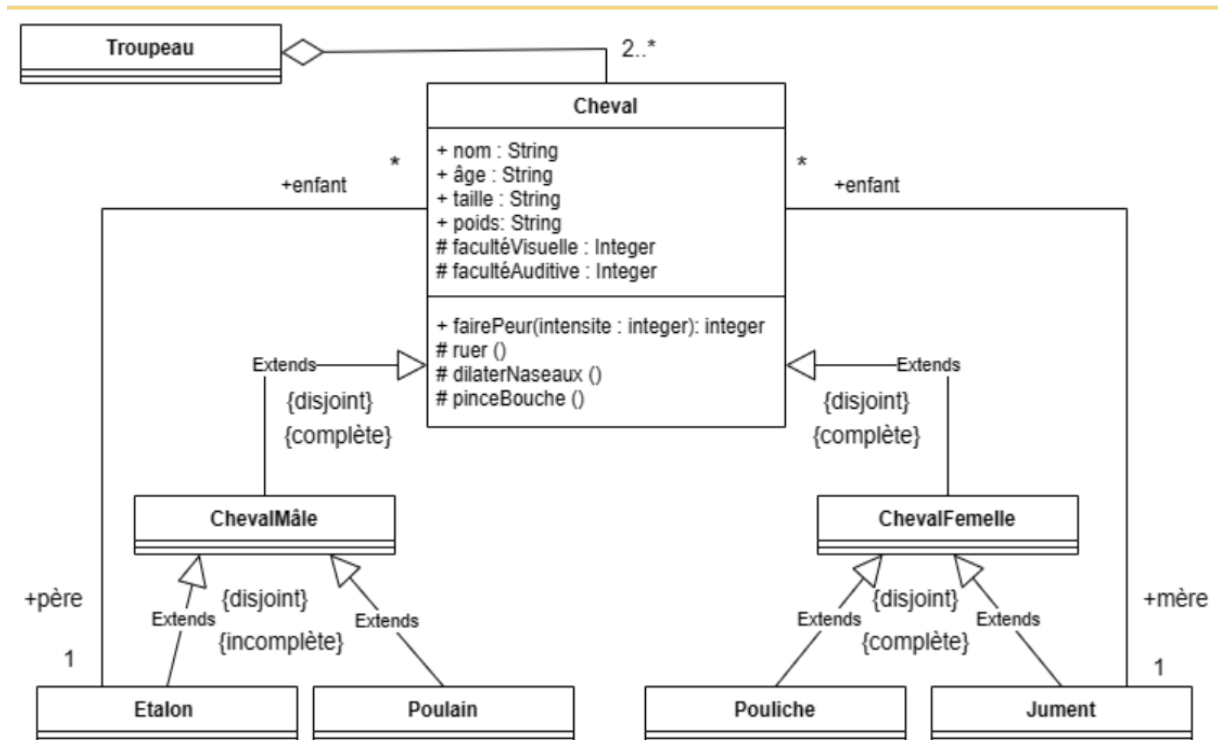 Troupeau
2..*
Cheval
+ nom : String
+ âge : String
+ taille : String
+ poids: String
# facultéVisuelle : Integer
# facultéAuditive : Integer
+ fairePeur(intensite : integer): integer
# ruer ()
# dilaterNaseaux ()
# pinceBouche ()
*
+enfant
*
+enfant
Extends
{disjoint}
{complète}
Extends
{disjoint}
{complète}
ChevalMâle
ChevalFemelle
+père
1
Extends
{disjoint}
{incomplète}
Extends
Extends
{disjoint}
{complète}
Extends
+mère
1
Etalon
Poulain
Pouliche
Jument